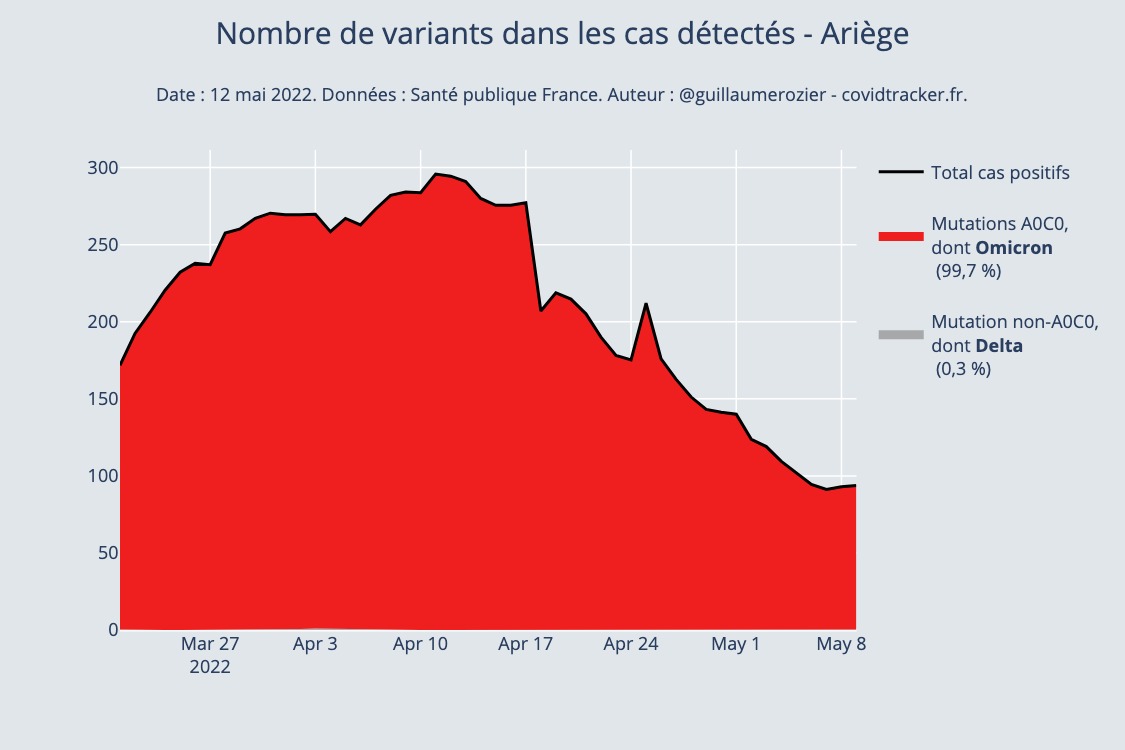 Nombre de variants dans les cas détectés - Ariège
Date : 12 mai 2022. Données : Santé publique France. Auteur : @guillaumerozier - covidtracker.fr.
300
250
200
150
100
50
0
Mar 27
2022
Apr 3
Apr 10
Apr 17
Apr 24
May 1
May 8
Total cas positifs
Mutations A0C0,
dont Omicron
(99,7 %)
Mutation non-A0C0,
dont Delta
(0,3 %)